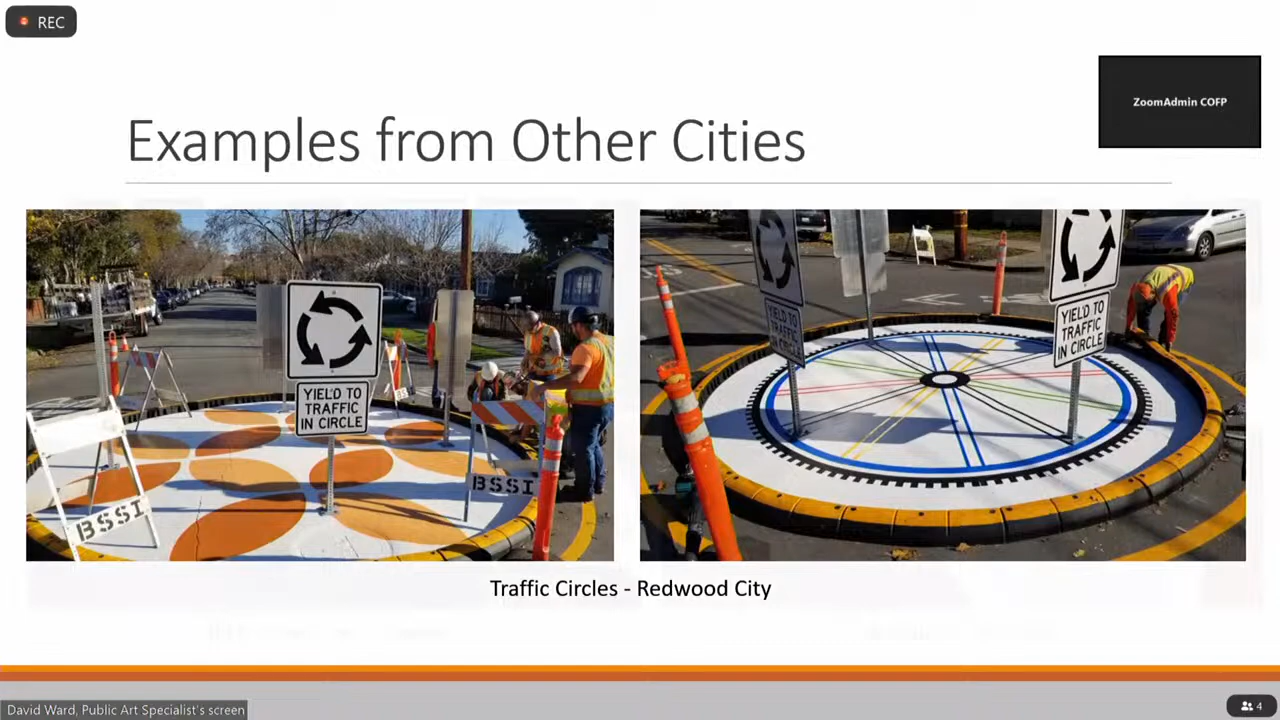 REC
ZoomAdmin COFP
Examples from Other Cities
YIELD TO
TRAFFIC
IN CIRCLE
BSSI
BSSI
YIELD TO
TRAFFIC
IN CIRCLE
YIELD TO
TRAFFIC
IN CIRCLE
Traffic Circles - Redwood City
David Ward, Public Art Specialist's screen
4